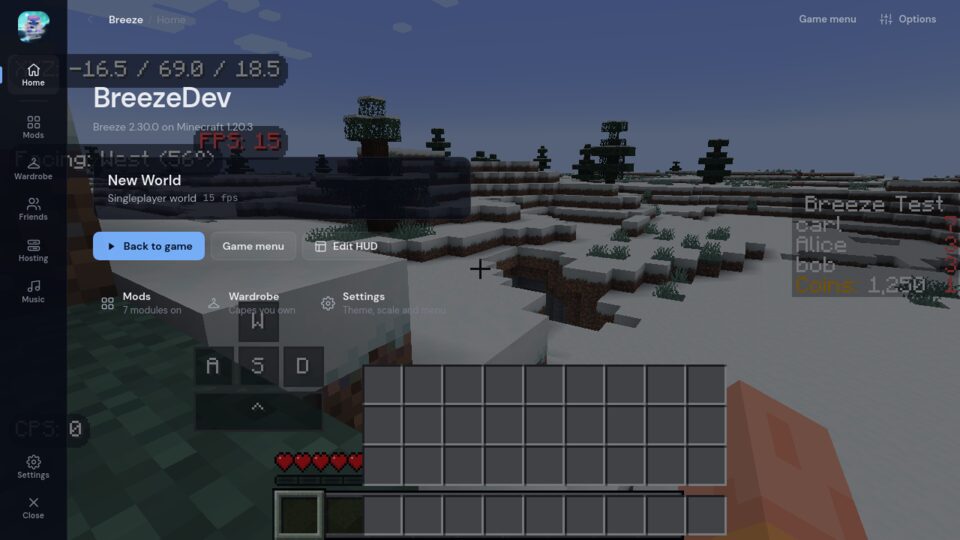 Breeze / Home
Game menu
Options
Home
Mods
Wardrobe
Friends
Hosting
Music
Settings
Close
XYZ: -16.5 / 69.0 / 18.5
BreezeDev
Breeze 2.30.0 on Minecraft 1.20.3
FPS: 15
Facing: West (56°)
New World
Singleplayer world 15 fps
Back to game
Game menu
Edit HUD
Mods
7 modules on
Wardrobe
Capes you own
Settings
Theme, scale and menu
W
A S D
^
CPS: 0
Breeze Test
carl
Alice
bob
Coins: 1,250